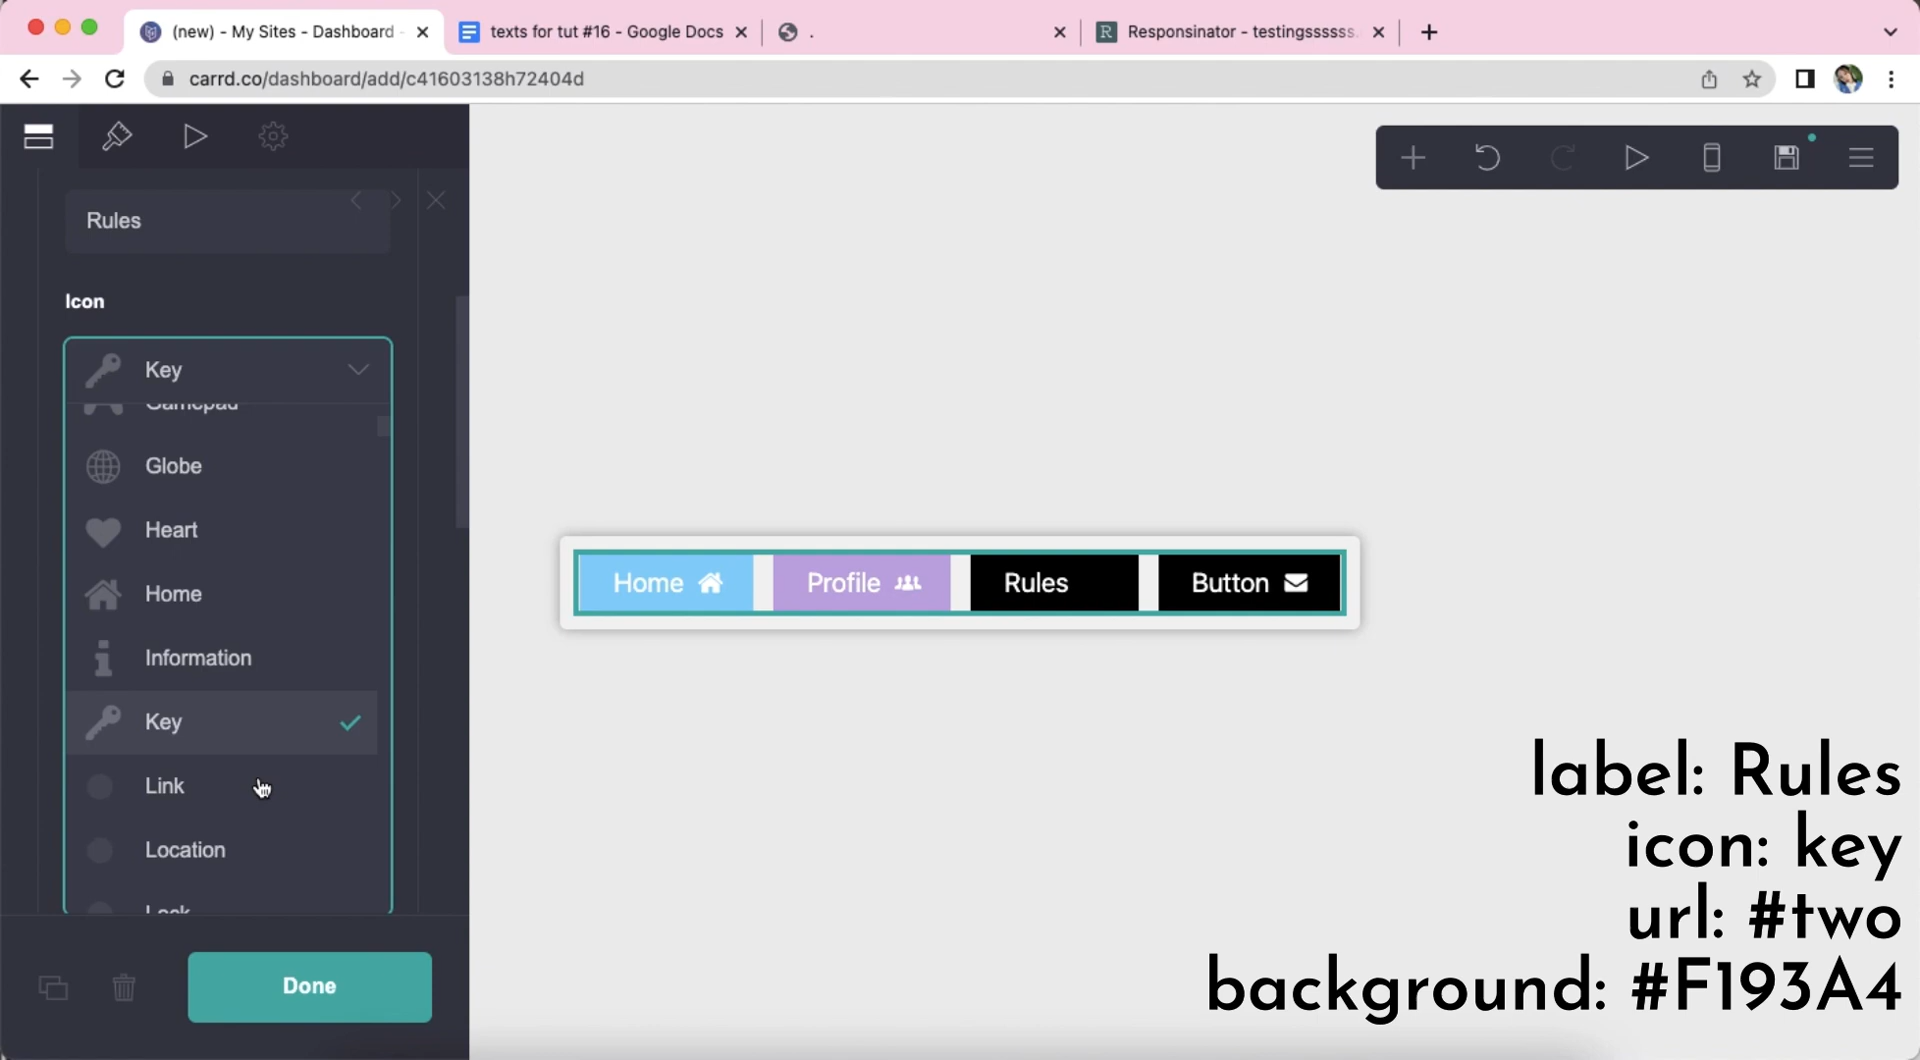 (new) - My Sites - Dashboard -
texts for tut #16 - Google Docs
.
Responsinator - testingssssss.
carrd.co/dashboard/add/c41603138h72404d
Rules
Icon
Key
Gamepad
Globe
Heart
Home
Information
Key
Link
Location
Lock
Done
Home
Profile
Rules
Button
label: Rules
icon: key
url: #two
background: #F193A4